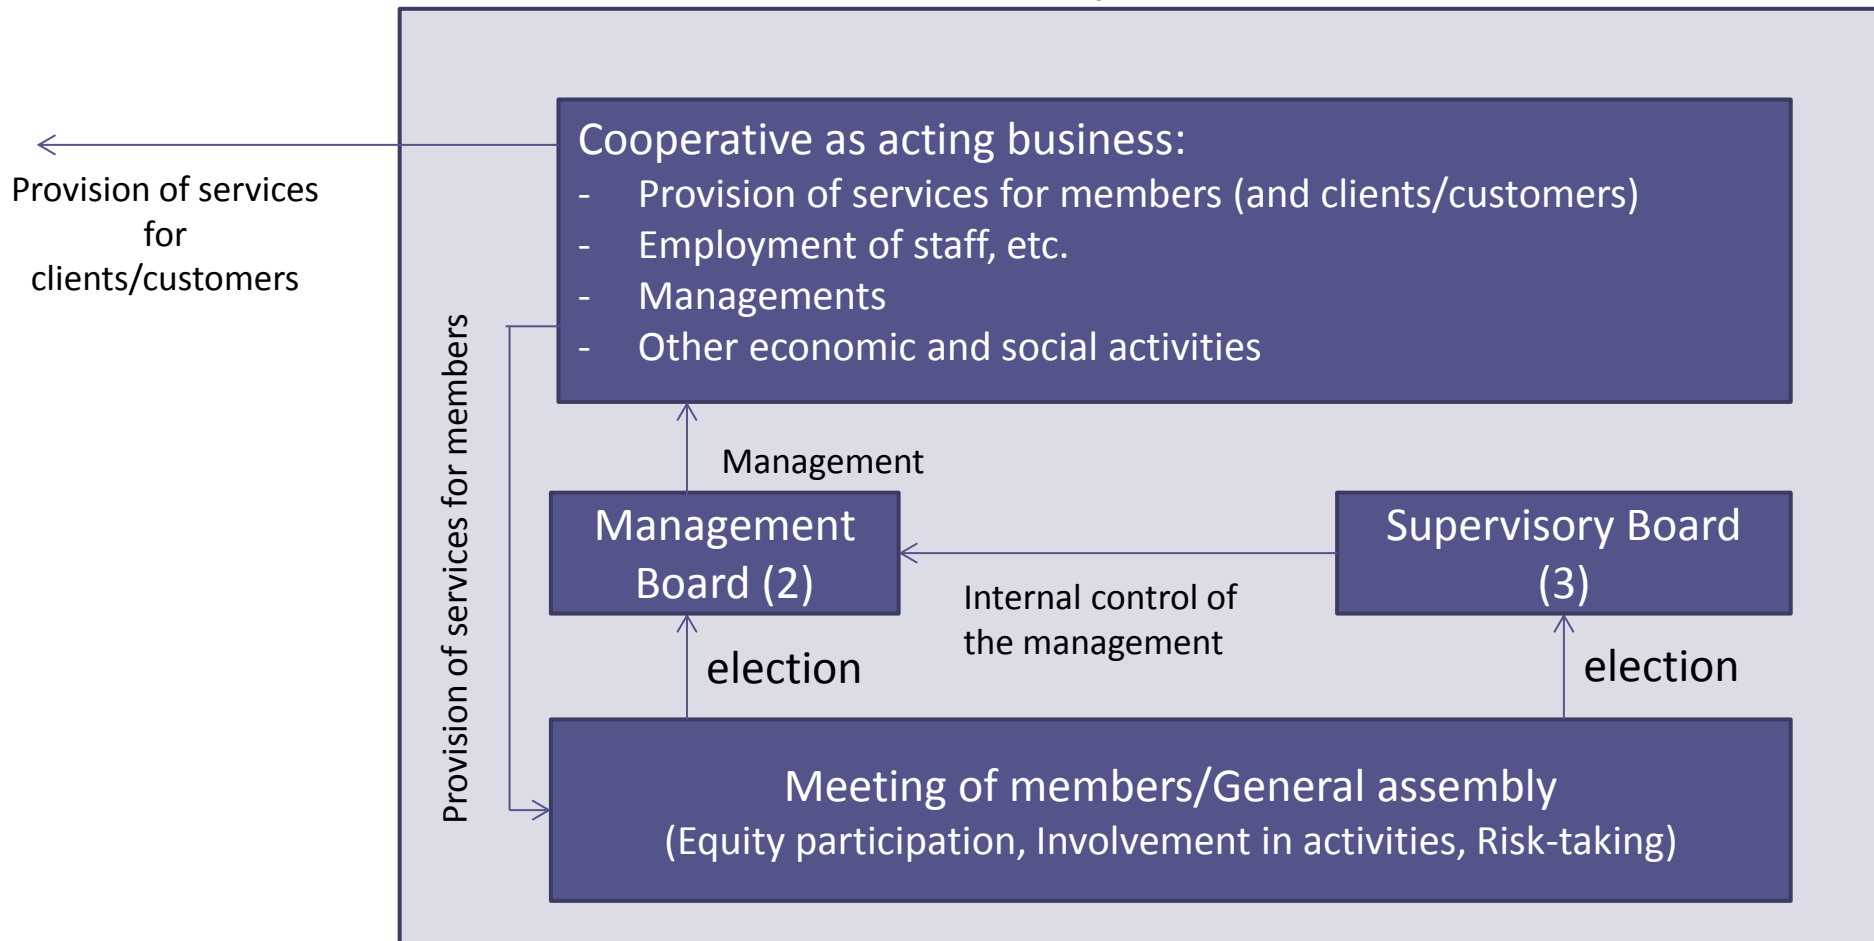 Cooperative as acting business:
- Provision of services for members (and clients/customers)
- Employment of staff, etc.
- Managements
- Other economic and social activities
Provision of services
for
clients/customers
Provision of services for members
Management
Management
Board (2)
Supervisory Board
(3)
Internal control of
the management
election
election
Meeting of members/General assembly
(Equity participation, Involvement in activities, Risk-taking)